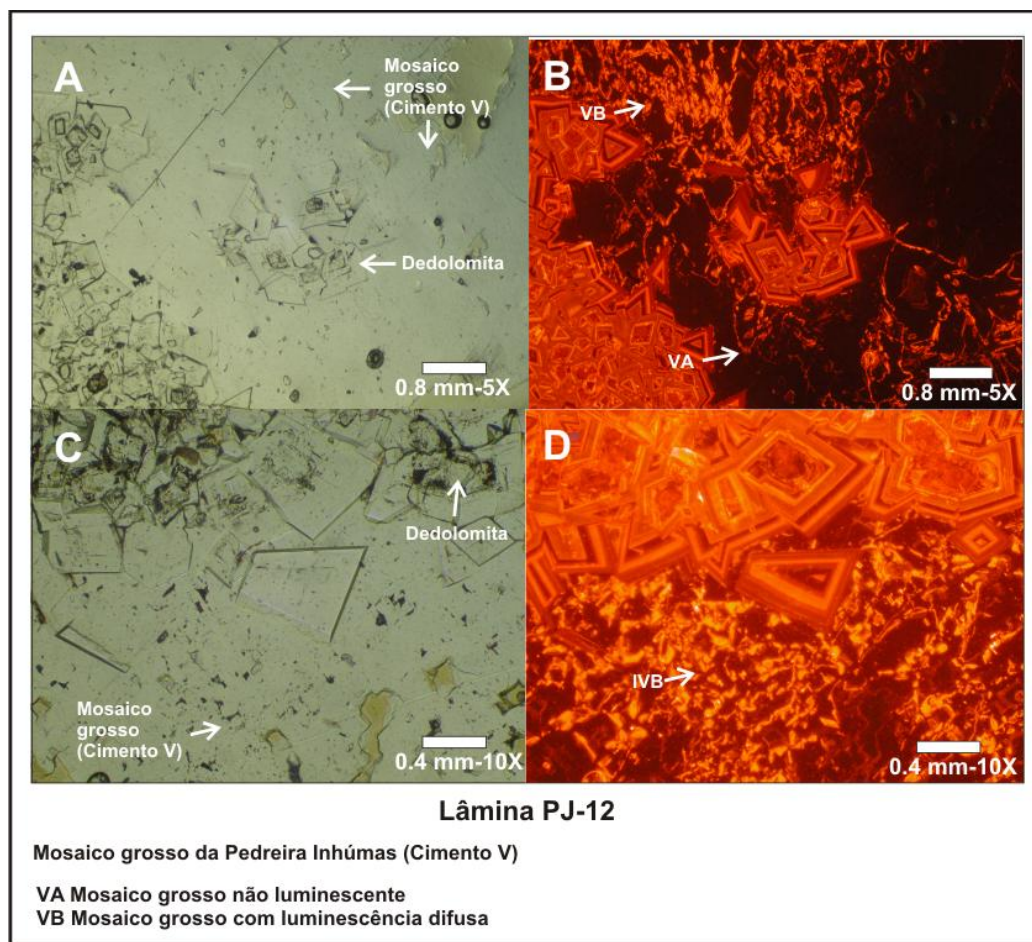 A
Mosaico
grosso
(Cimento V)
Dedolomita
0.8 mm-5X
B
VB
VA
0.8 mm-5X
C
Dedolomita
Mosaico
grosso
(Cimento V)
0.4 mm-10X
D
IVB
0.4 mm-10X
Lâmina PJ-12
Mosaico grosso da Pedreira Inhúmas (Cimento V)
VA Mosaico grosso não luminescente
VB Mosaico grosso com luminescência difusa